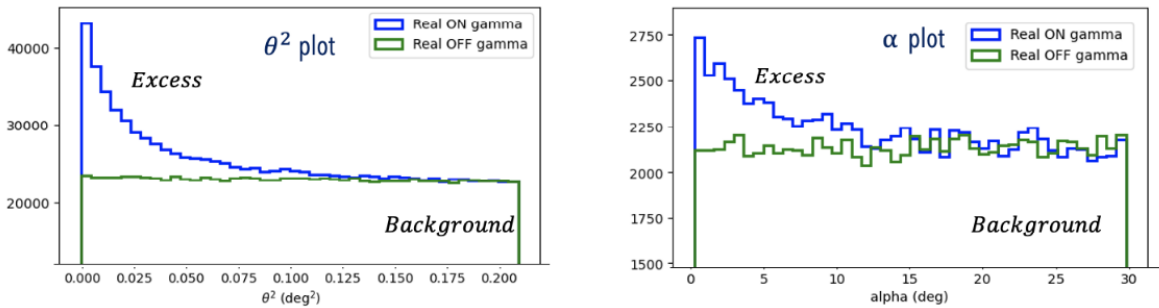 θ² plot
Real ON gamma
Real OFF gamma
Excess
Background
40000
30000
20000
0.000 0.025 0.050 0.075 0.100 0.125 0.150 0.175 0.200
θ² (deg²)
α plot
Real ON gamma
Real OFF gamma
Excess
Background
2750
2500
2250
2000
1750
1500
0 5 10 15 20 25 30
alpha (deg)